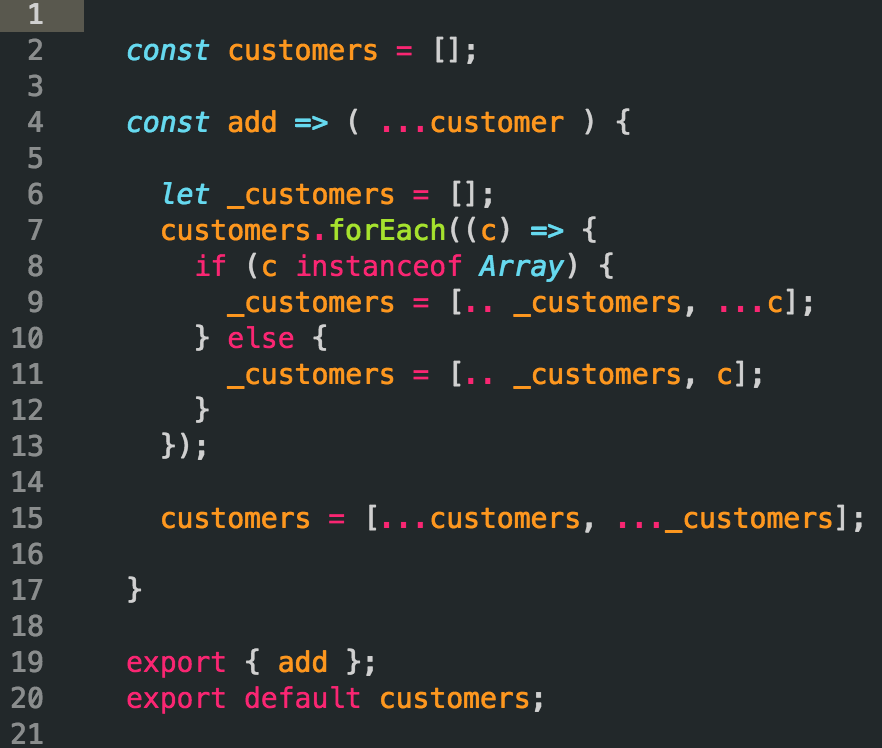 1
2 const customers = [];
3
4 const add => ( ...customer ) {
5
6 let _customers = [];
7 customers.forEach((c) => {
8 if (c instanceof Array) {
9 _customers = [.. _customers, ...c];
10 } else {
11 _customers = [.. _customers, c];
12 }
13 });
14
15 customers = [...customers, ..._customers];
16
17 }
18
19 export { add };
20 export default customers;
21